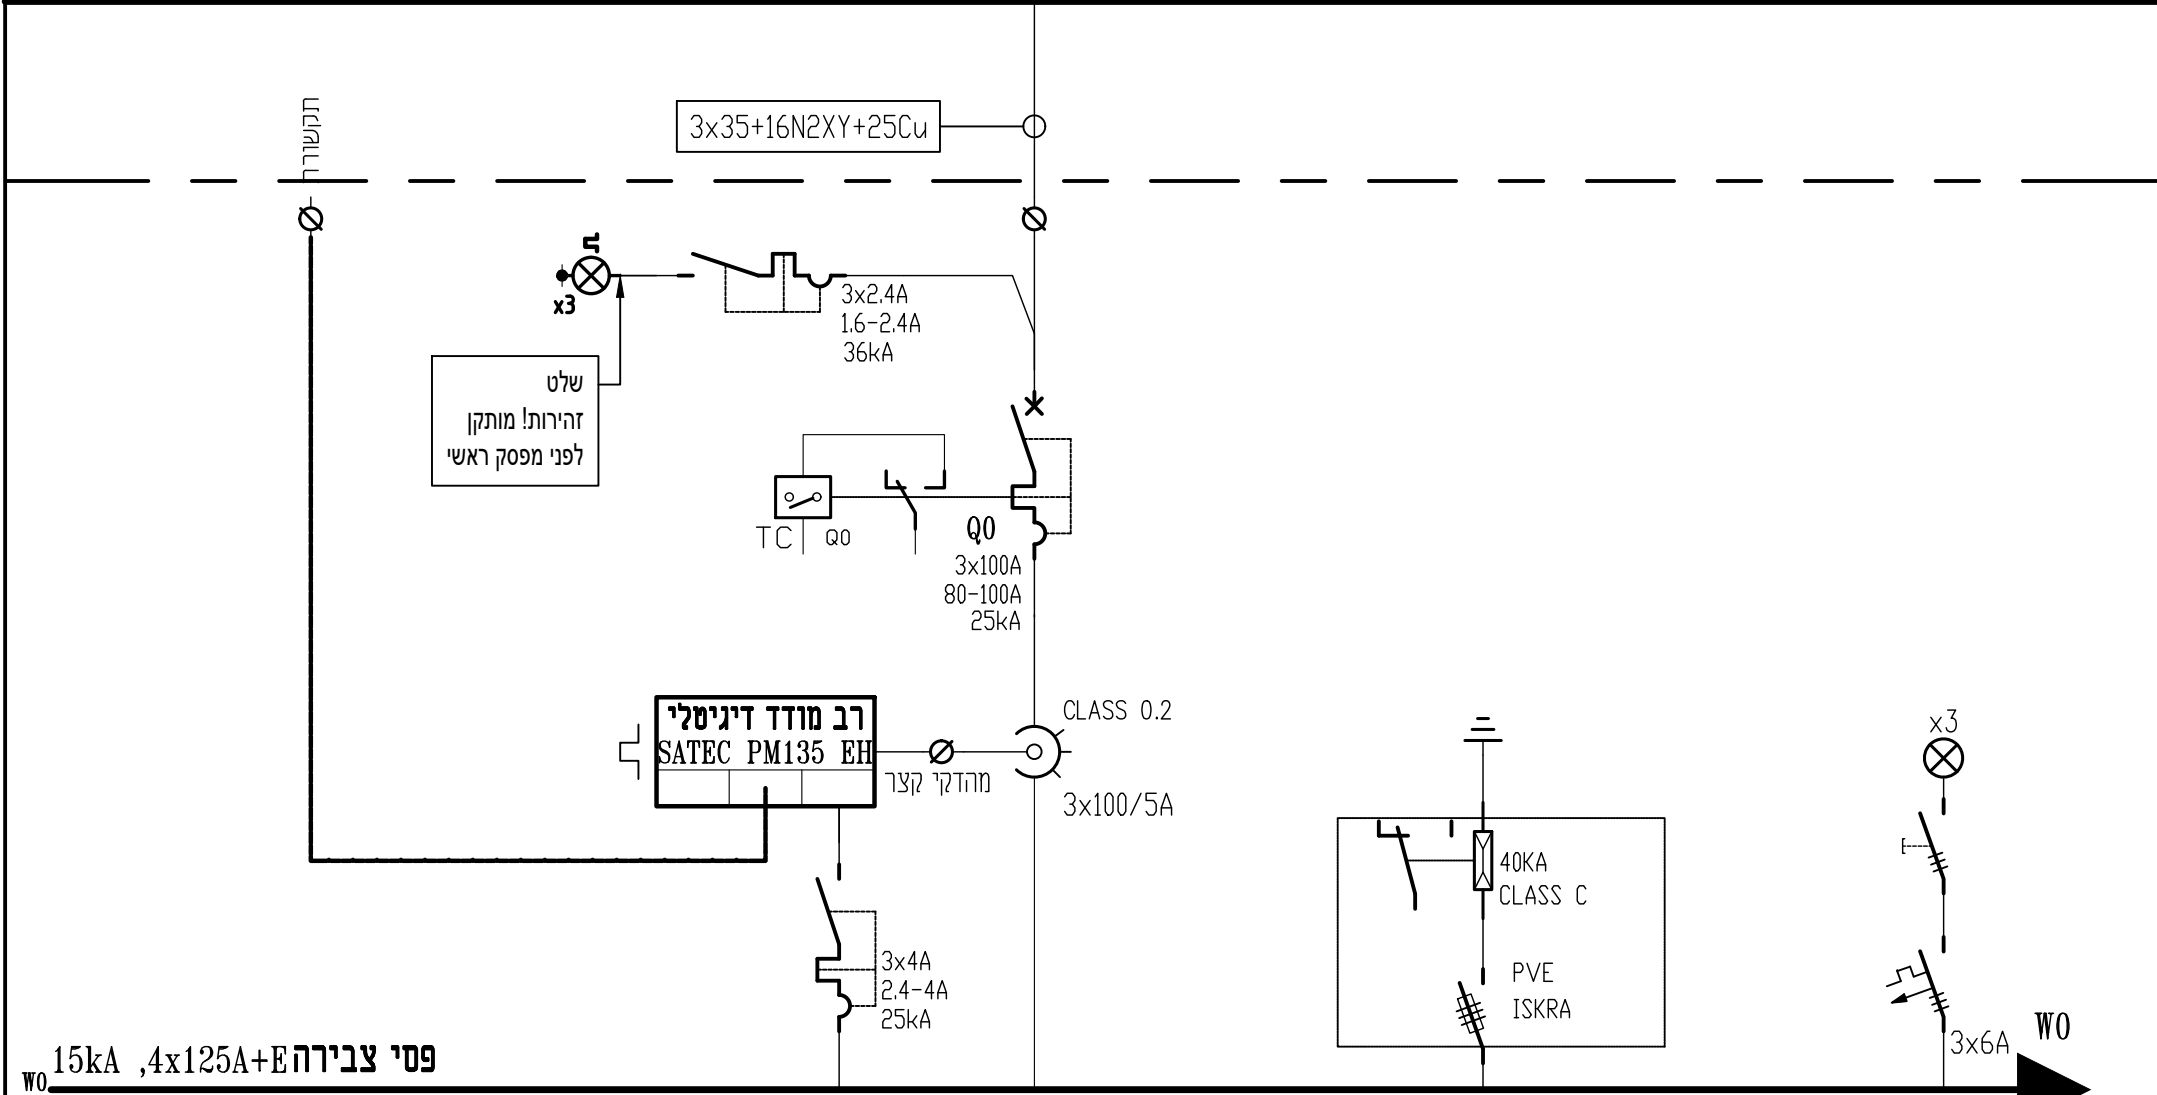 תקשורת
3x35+16N2XY+25Cu
x3
3x2.4A
1.6-2.4A
36kA
שלט
זהירות! מותקן
לפני מפסק ראשי
TC
Q0
Q0
3x100A
80-100A
25kA
CLASS 0.2
רב מודד דיגיטלי
SATEC PM135 EH
מהדקי קצר
3x100/5A
x3
40KA
CLASS C
3x4A
2.4-4A
25kA
PVE
ISKRA
3x6A
W0
פסי צבירה 15kA ,4x125A+E
W0